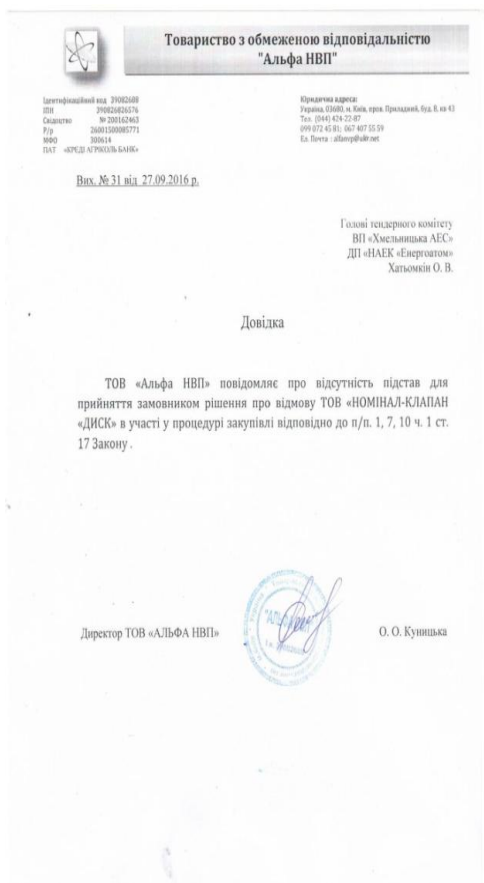 Товариство з обмеженою відповідальністю
"Альфа НВП"
Ідентифікаційний код 39082688
ІПН 390826826576
Свідоцтво № 200162463
Р/р 26001500085771
МФО 300614
ПАТ «КРЕДІ АГРІКОЛЬ БАНК»
Юридична адреса:
Україна, 03680, м. Київ, пров. Приладний, буд. 8, кв 43
Тел. (044) 424-22-87
099 072 45 81; 067 407 55 59
Ел. Почта : alfanvp@ukr.net
Вих. № 31 від 27.09.2016 р.
Голові тендерного комітету
ВП «Хмельницька АЕС»
ДП «НАЕК «Енергоатом»
Хатьомкін О. В.
Довідка
ТОВ «Альфа НВП» повідомляє про відсутність підстав для
прийняття замовником рішення про відмову ТОВ «НОМІНАЛ-КЛАПАН
«ДИСК» в участі у процедурі закупівлі відповідно до п/п. 1, 7, 10 ч. 1 ст.
17 Закону .
Директор ТОВ «АЛЬФА НВП»
О. О. Куницька